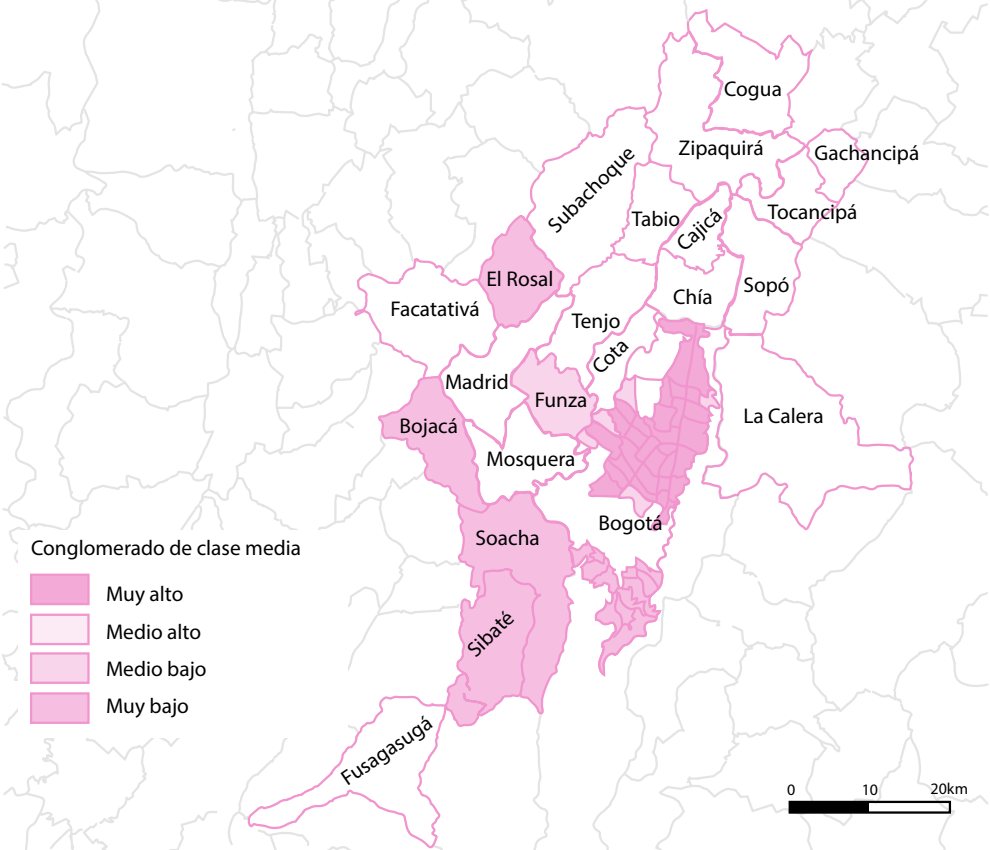 Cogua
Zipaquirá
Gachancipá
Subachoque
Tabio
Cajicá
Tocancipá
El Rosal
Sopó
Chía
Facatativá
Tenjo
Cota
Madrid
Funza
La Calera
Bojacá
Mosquera
Bogotá
Soacha
Sibaté
Fusagasugá
Conglomerado de clase media
Muy alto
Medio alto
Medio bajo
Muy bajo
0 10 20km